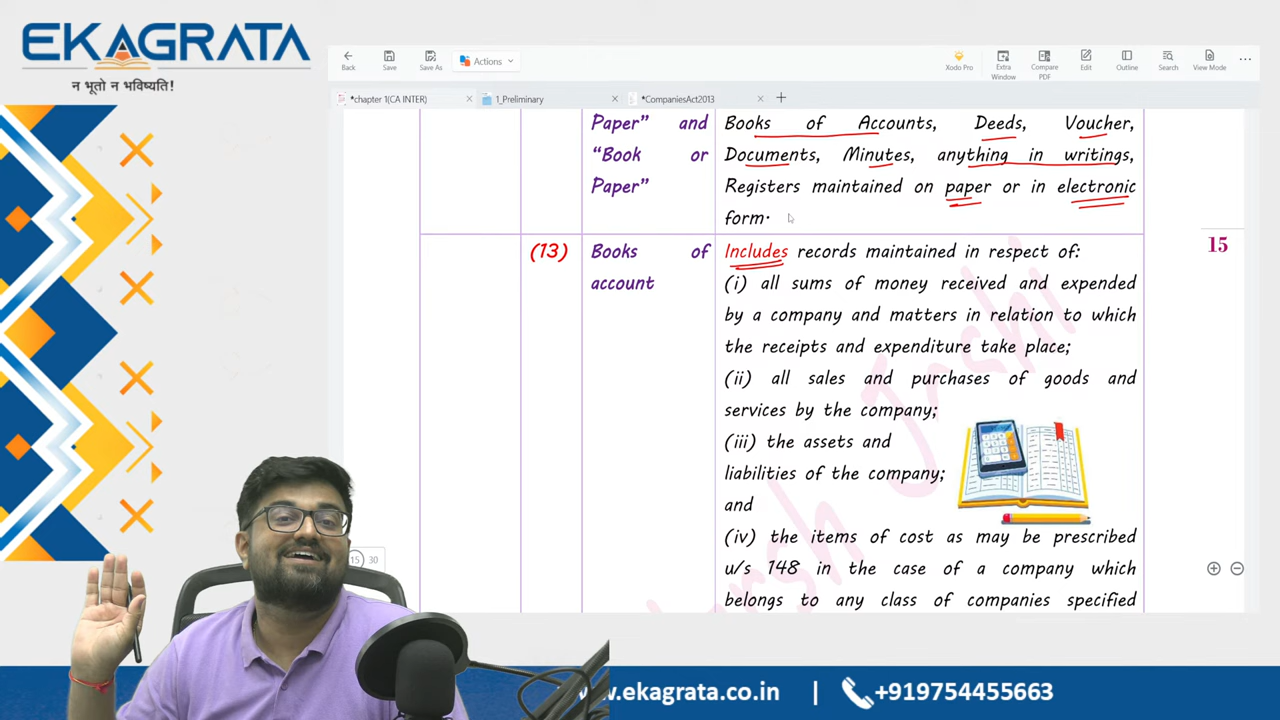 EKAGRATA
न भूतो न भविष्यति!
Back
Save
Save As
Actions
Xodo Pro
Extra
Window
Compare
PDF
Edit
Outline
Search
View Mode
*chapter 1(CA INTER)
1_Preliminary
*CompaniesAct2013
Paper” and
“Book or
Paper”
Books of Accounts, Deeds, Voucher,
Documents, Minutes, anything in writings,
Registers maintained on paper or in electronic
form.
(13)
Books of
account
Includes records maintained in respect of:
(i) all sums of money received and expended
by a company and matters in relation to which
the receipts and expenditure take place;
(ii) all sales and purchases of goods and
services by the company;
(iii) the assets and
liabilities of the company;
and
(iv) the items of cost as may be prescribed
u/s 148 in the case of a company which
belongs to any class of companies specified
15
15 30
.ekagrata.co.in | +919754455663